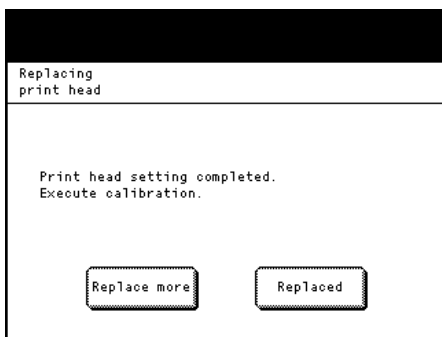 Replacing
print head
Print head setting completed.
Execute calibration.
Replace more
Replaced